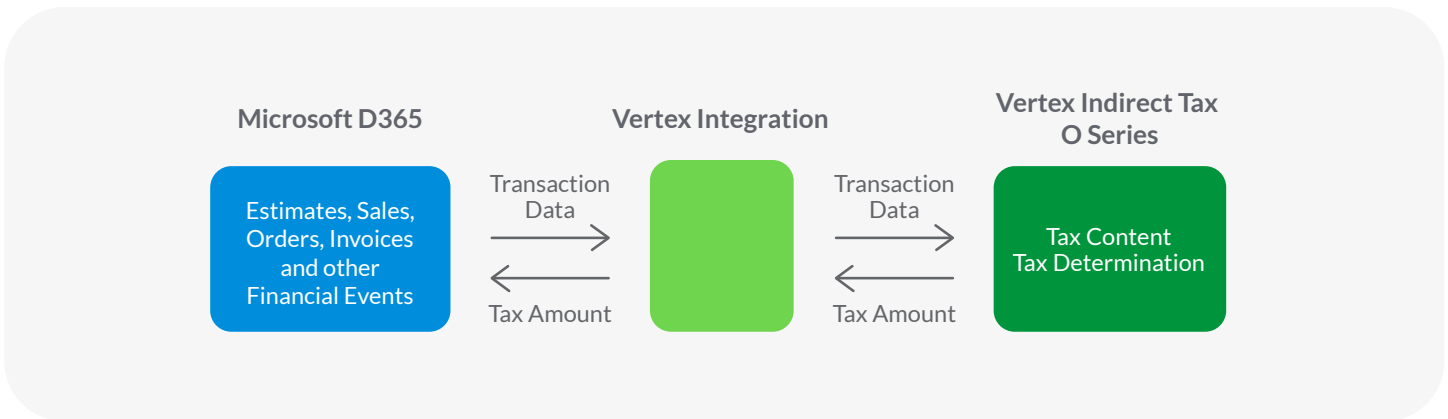 Microsoft D365
Estimates, Sales,
Orders, Invoices
and other
Financial Events
Transaction
Data
Tax Amount
Vertex Integration
Transaction
Data
Tax Amount
Vertex Indirect Tax
O Series
Tax Content
Tax Determination